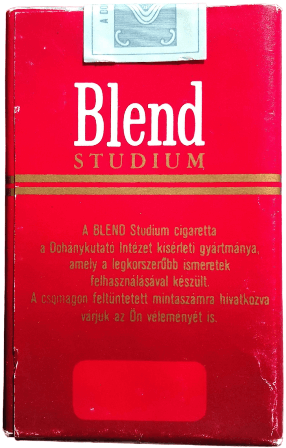 Blend
STUDIUM
A BLEND Studium cigaretta
a Dohánykutató Intézet kísérleti gyártmánya,
amely a legkorszerűbb ismeretek
felhasználásával készült.
A csomagon feltüntetett mintaszámra hivatkozva
várjuk az Ön véleményét is.